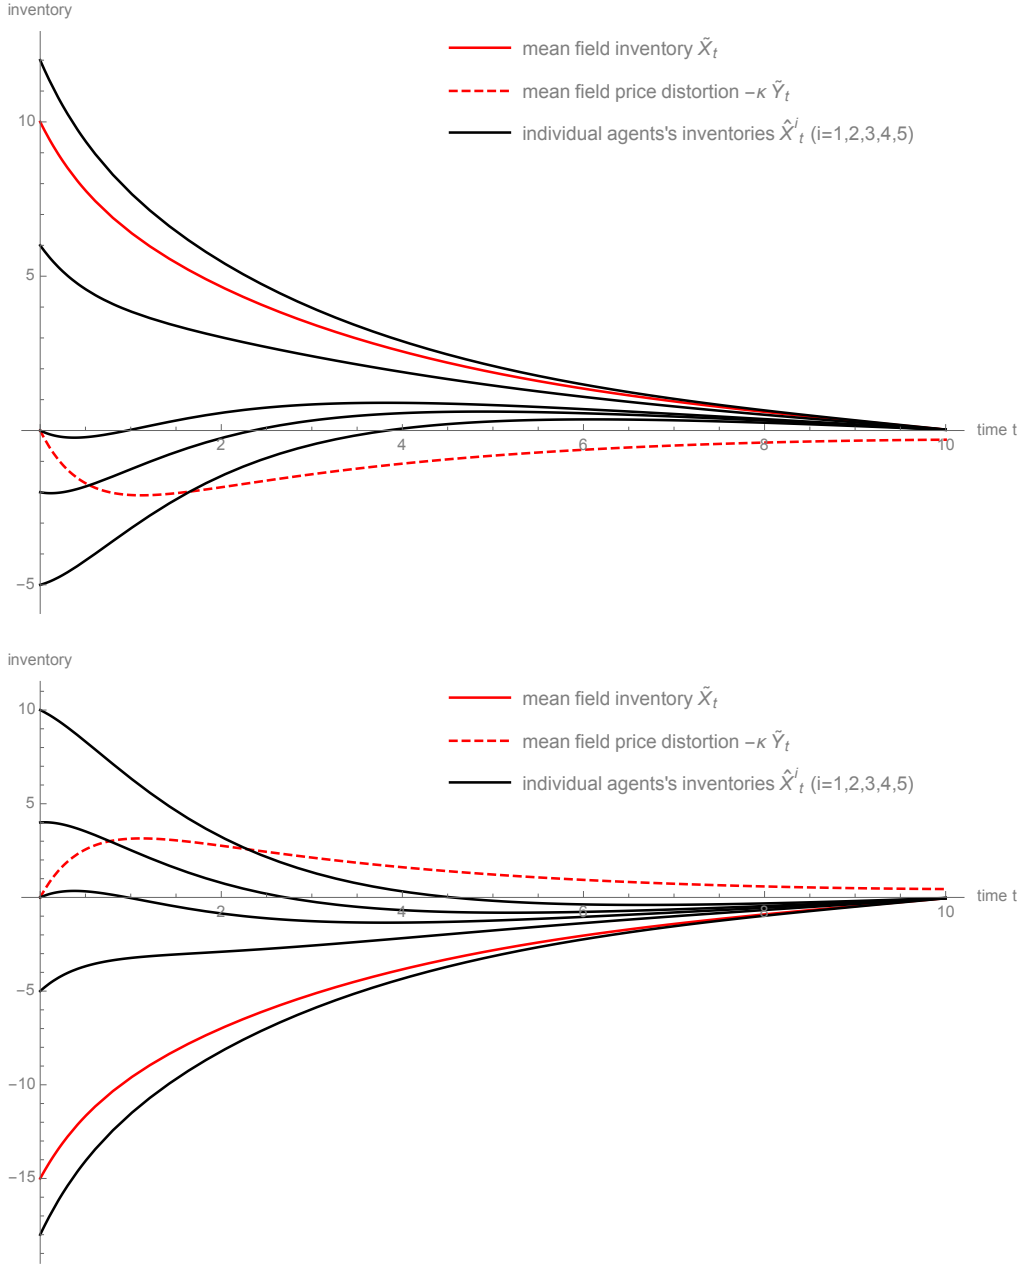 inventory
mean field inventory X̃t
mean field price distortion −κ Ỹt
individual agents's inventories X̂it (i=1,2,3,4,5)
10
5
2
4
6
8
10
time t
−5
inventory
mean field inventory X̃t
mean field price distortion −κ Ỹt
individual agents's inventories X̂it (i=1,2,3,4,5)
10
5
2
4
6
8
10
time t
−5
−10
−15